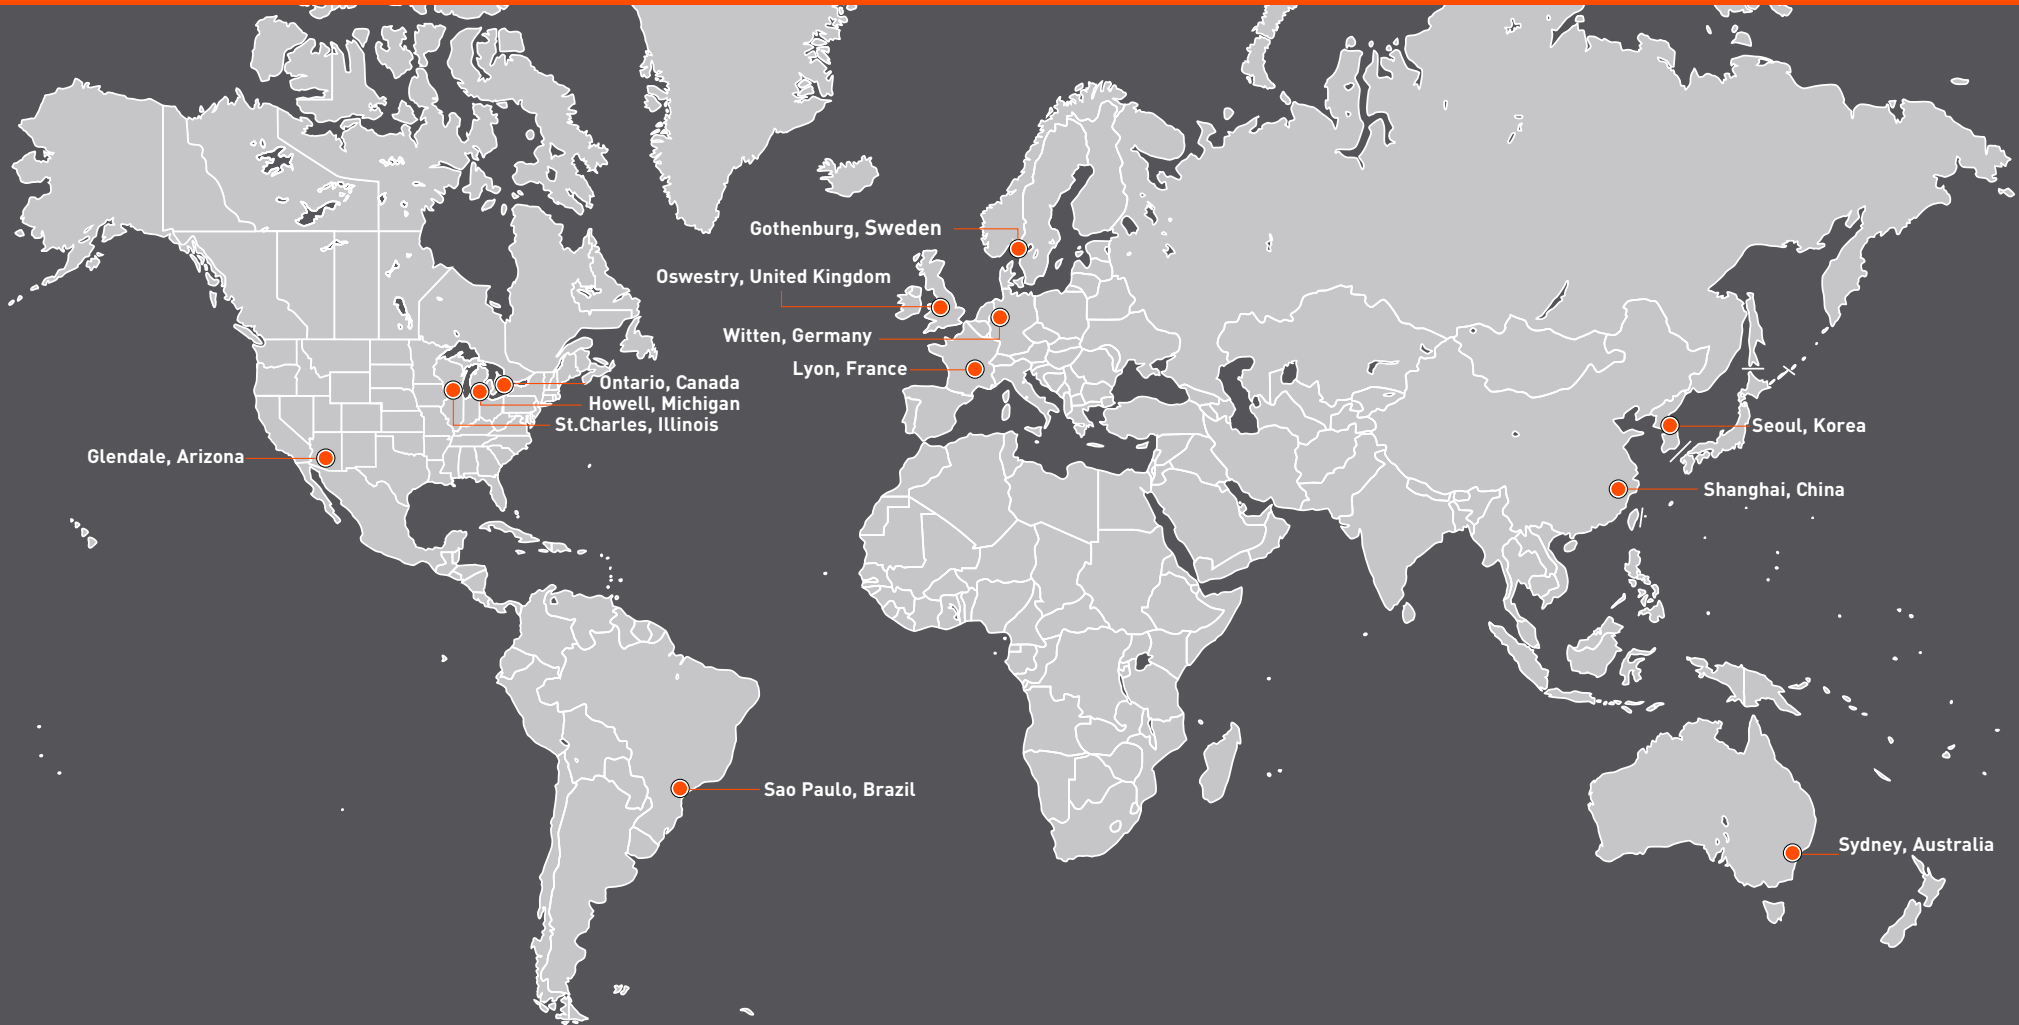 Gothenburg, Sweden
Oswestry, United Kingdom
Witten, Germany
Lyon, France
Ontario, Canada
Howell, Michigan
St.Charles, Illinois
Glendale, Arizona
Seoul, Korea
Shanghai, China
Sao Paulo, Brazil
Sydney, Australia